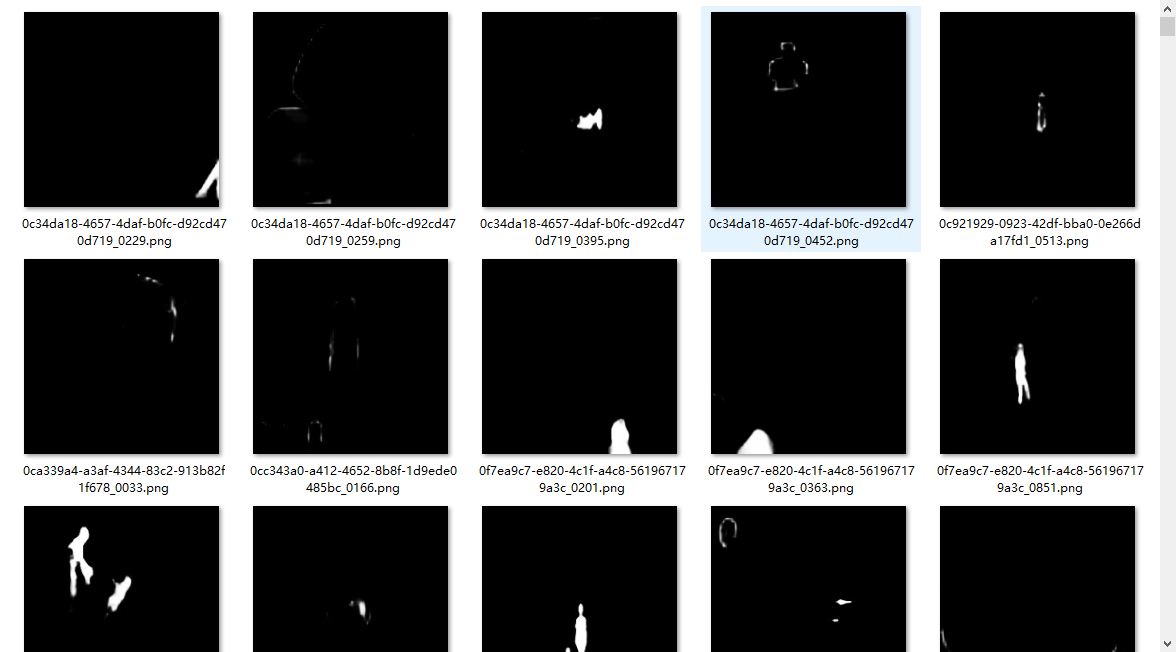 0c34da18-4657-4daf-b0fc-d92cd47
0d719_0229.png
0c34da18-4657-4daf-b0fc-d92cd47
0d719_0259.png
0c34da18-4657-4daf-b0fc-d92cd47
0d719_0395.png
0c34da18-4657-4daf-b0fc-d92cd47
0d719_0452.png
0c921929-0923-42df-bba0-0e266d
a17fd1_0513.png
0ca339a4-a3af-4344-83c2-913b82f
1f678_0033.png
0cc343a0-a412-4652-8b8f-1d9ede0
485bc_0166.png
0f7ea9c7-e820-4c1f-a4c8-56196717
9a3c_0201.png
0f7ea9c7-e820-4c1f-a4c8-56196717
9a3c_0363.png
0f7ea9c7-e820-4c1f-a4c8-56196717
9a3c_0851.png